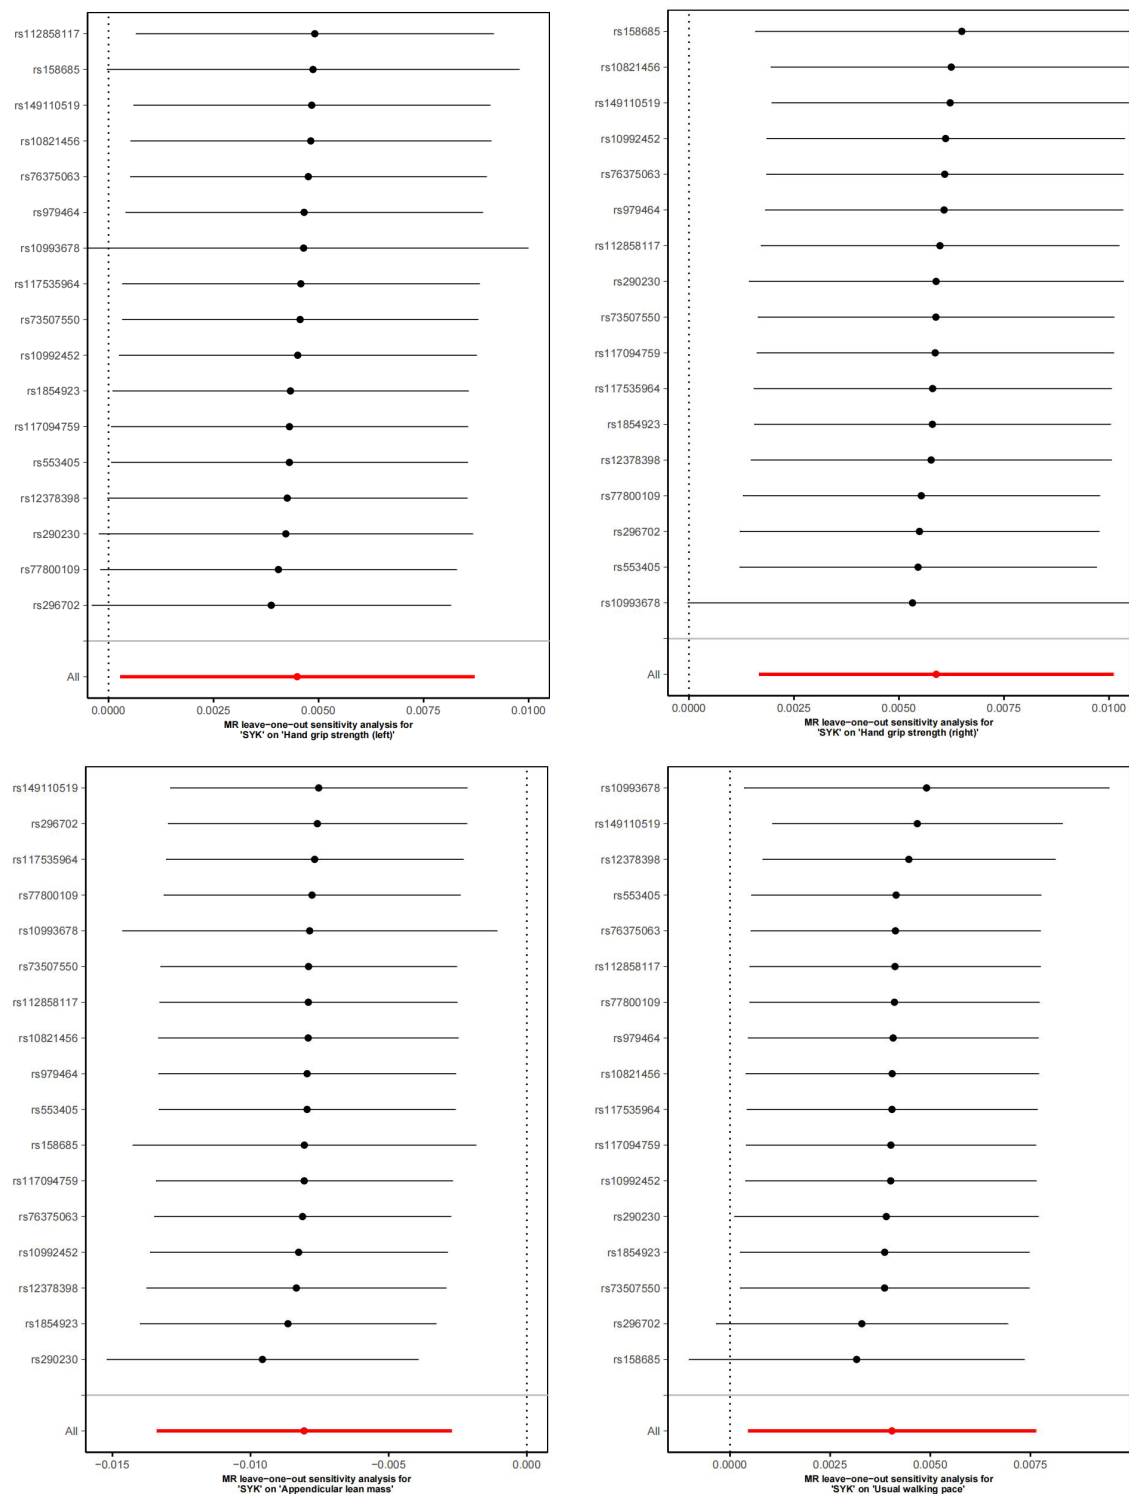 rs112858117
rs158685
rs149110519
rs10821456
rs76375063
rs979464
rs10993678
rs117535964
rs73507550
rs10992452
rs1854923
rs117094759
rs553405
rs12378398
rs290230
rs77800109
rs296702
All
0.0000 0.0025 0.0050 0.0075 0.0100
MR leave−one−out sensitivity analysis for
'SYK' on 'Hand grip strength (left)'
rs158685
rs10821456
rs149110519
rs10992452
rs76375063
rs979464
rs112858117
rs290230
rs73507550
rs117094759
rs117535964
rs1854923
rs12378398
rs77800109
rs296702
rs553405
rs10993678
All
0.0000 0.0025 0.0050 0.0075 0.0100
MR leave−one−out sensitivity analysis for
'SYK' on 'Hand grip strength (right)'
rs149110519
rs296702
rs117535964
rs77800109
rs10993678
rs73507550
rs112858117
rs10821456
rs979464
rs553405
rs158685
rs117094759
rs76375063
rs10992452
rs12378398
rs1854923
rs290230
All
−0.015 −0.010 −0.005 0.000
MR leave−one−out sensitivity analysis for
'SYK' on 'Appendicular lean mass'
rs10993678
rs149110519
rs12378398
rs553405
rs76375063
rs112858117
rs77800109
rs979464
rs10821456
rs117535964
rs117094759
rs10992452
rs290230
rs1854923
rs73507550
rs296702
rs158685
All
0.0000 0.0025 0.0050 0.0075
MR leave−one−out sensitivity analysis for
'SYK' on 'Usual walking pace'